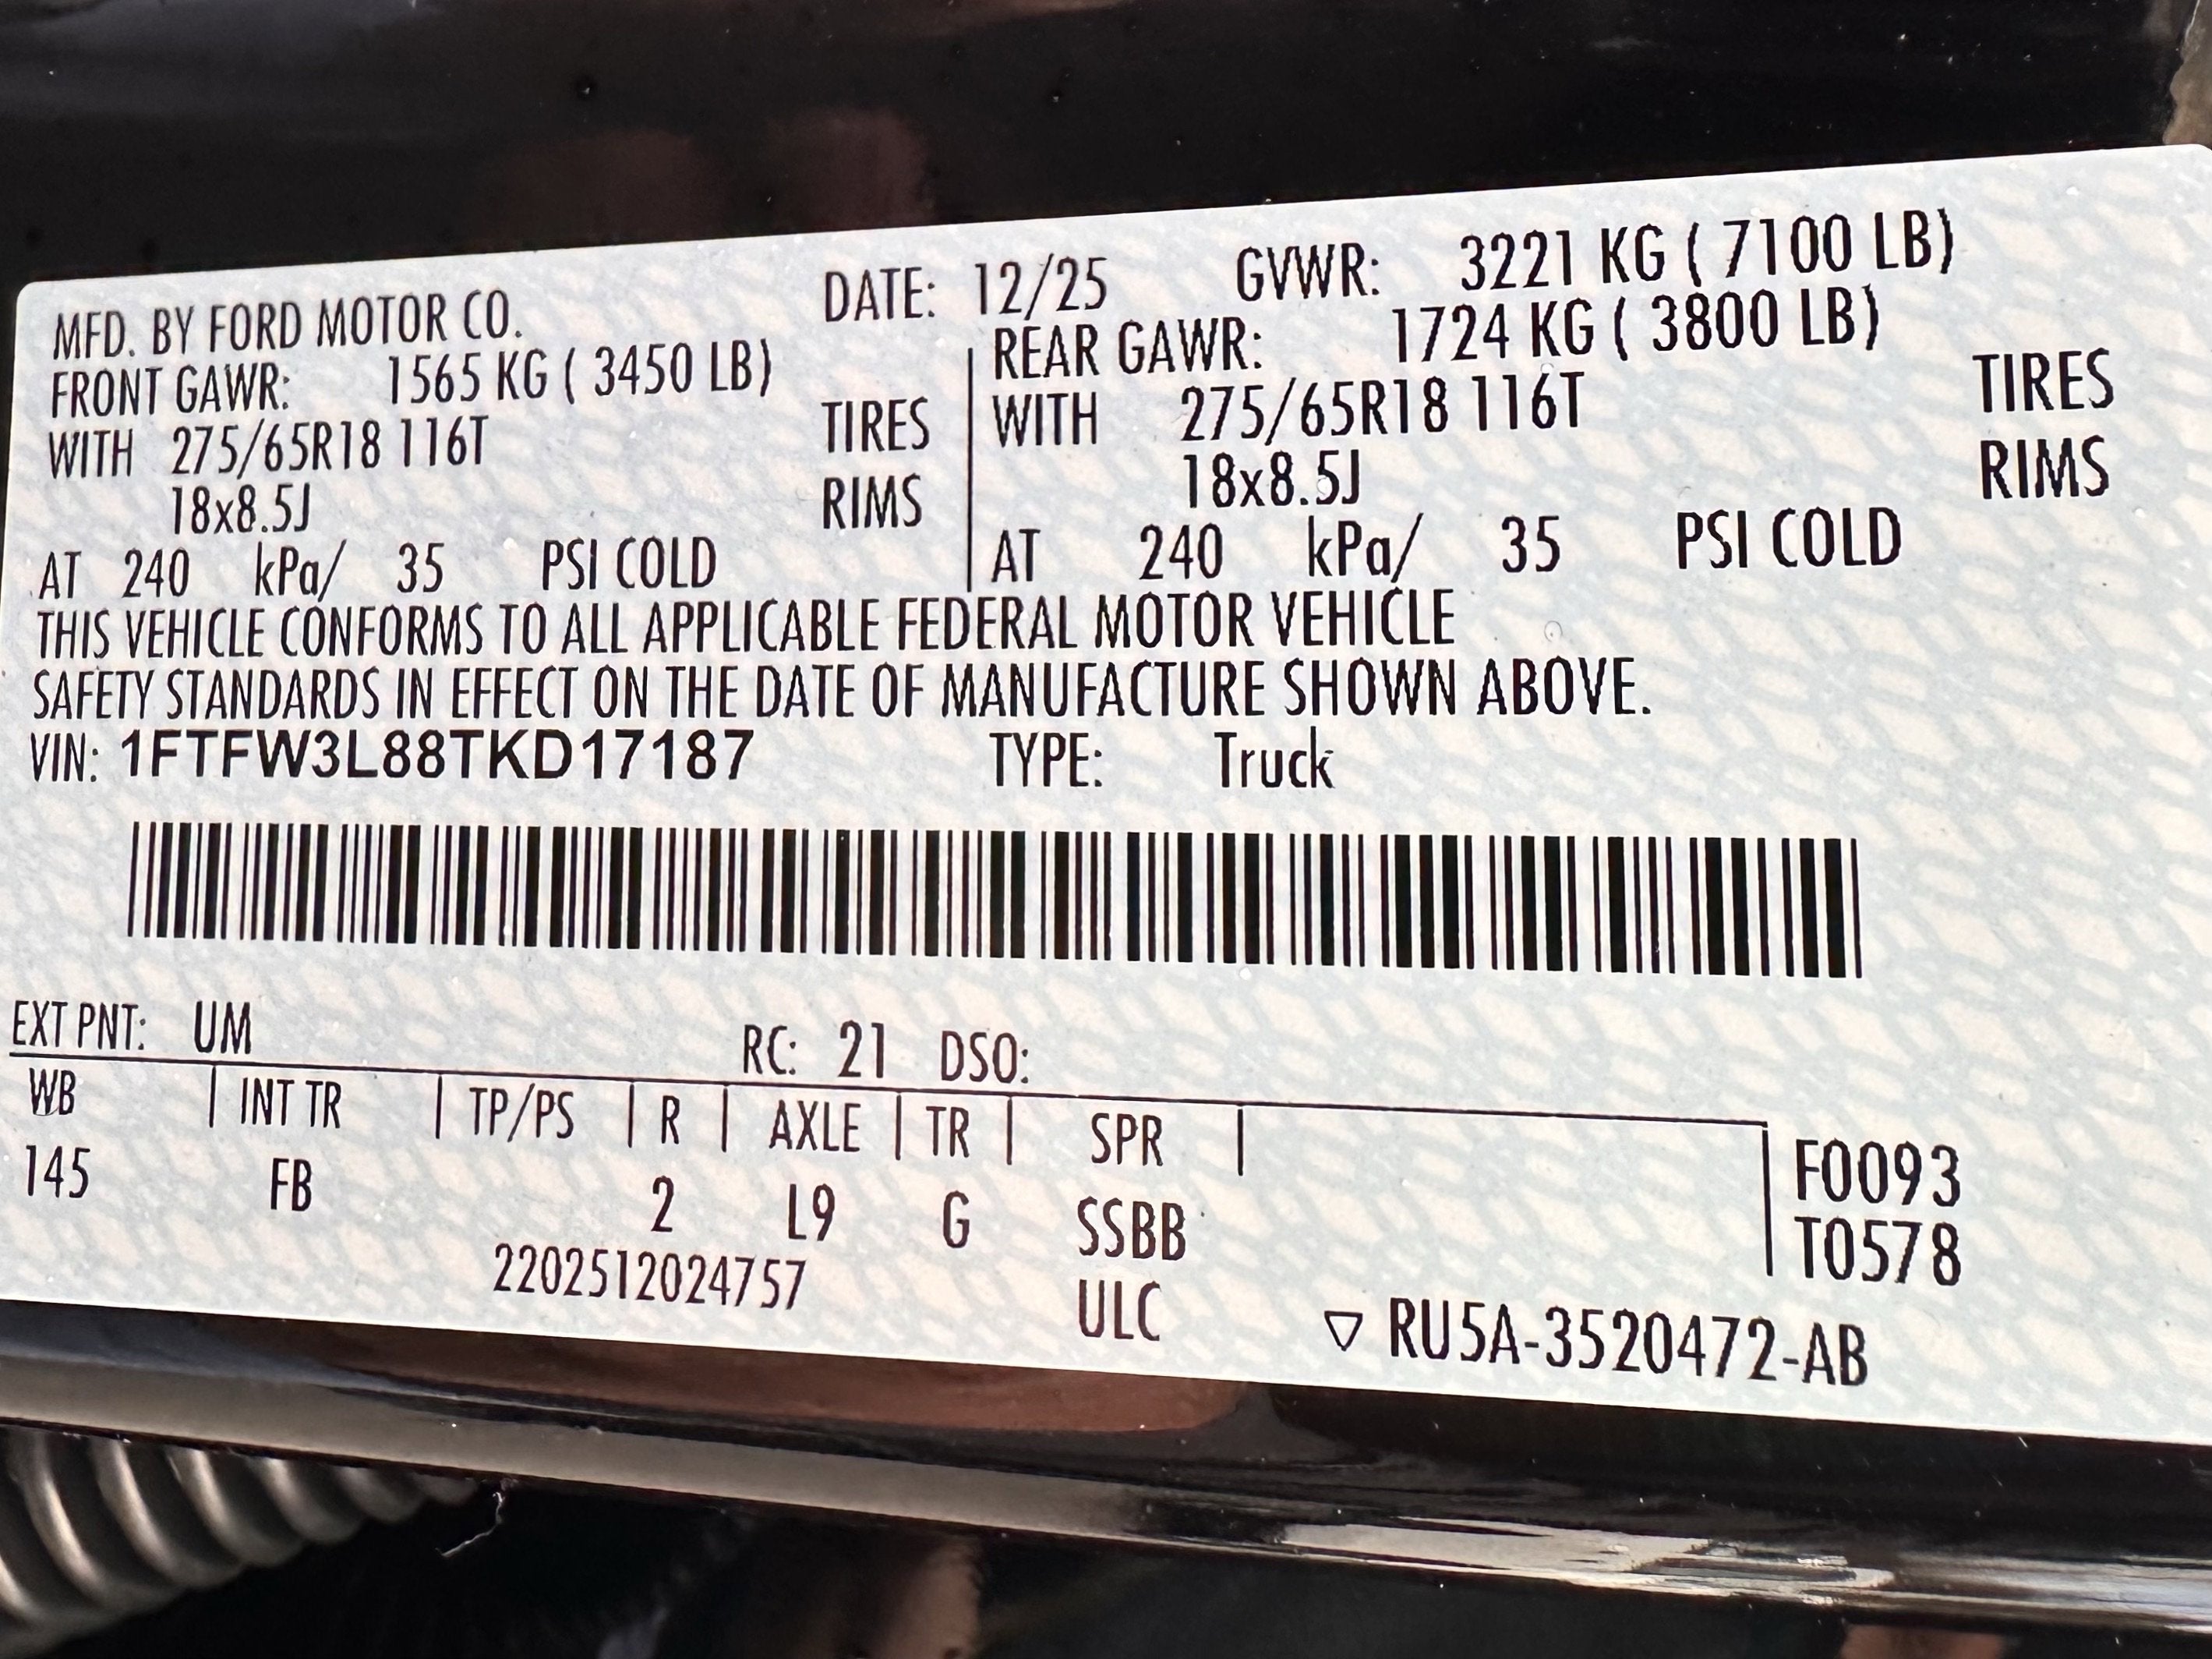 MFD. BY FORD MOTOR CO. DATE: 12/25 GVWR: 3221 KG ( 7100 LB)
FRONT GAWR: 1565 KG ( 3450 LB) REAR GAWR: 1724 KG ( 3800 LB)
WITH 275/65R18 116T TIRES WITH 275/65R18 116T TIRES
18x8.5J RIMS 18x8.5J RIMS
AT 240 kPa/ 35 PSI COLD AT 240 kPa/ 35 PSI COLD
THIS VEHICLE CONFORMS TO ALL APPLICABLE FEDERAL MOTOR VEHICLE
SAFETY STANDARDS IN EFFECT ON THE DATE OF MANUFACTURE SHOWN ABOVE.
VIN: 1FTFW3L88TKD17187 TYPE: Truck
EXT PNT: UM RC: 21 DSO:
WB | INT TR | TP/PS | R | AXLE | TR | SPR |
145 FB 2 L9 G SSBB
F0093
T0578
2202512024757 ULC
▽ RU5A-3520472-AB